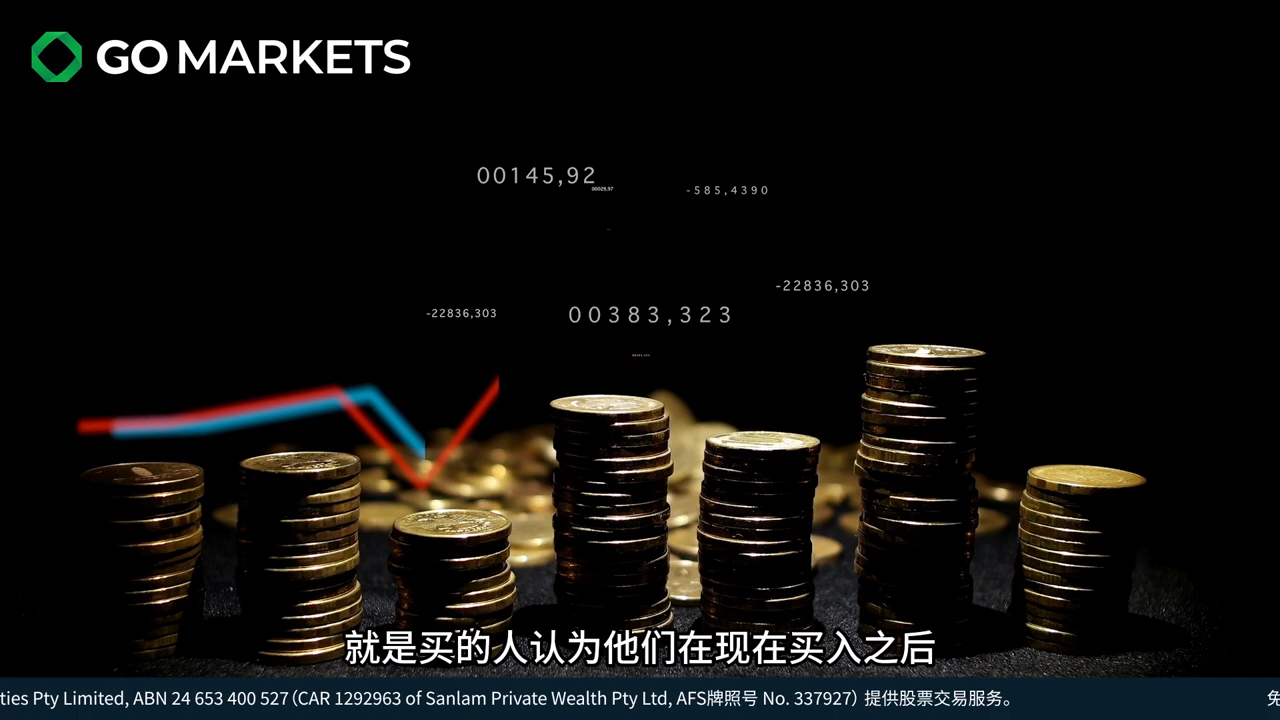 GO MARKETS
00145,92
00029,97
-585,4390
-22836,303
-22836,303
00383,323
就是买的人认为他们在现在买入之后
ties Pty Limited, ABN 24 653 400 527 (CAR 1292963 of Sanlam Private Wealth Pty Ltd, AFS牌照号 No. 337927) 提供股票交易服务。
免